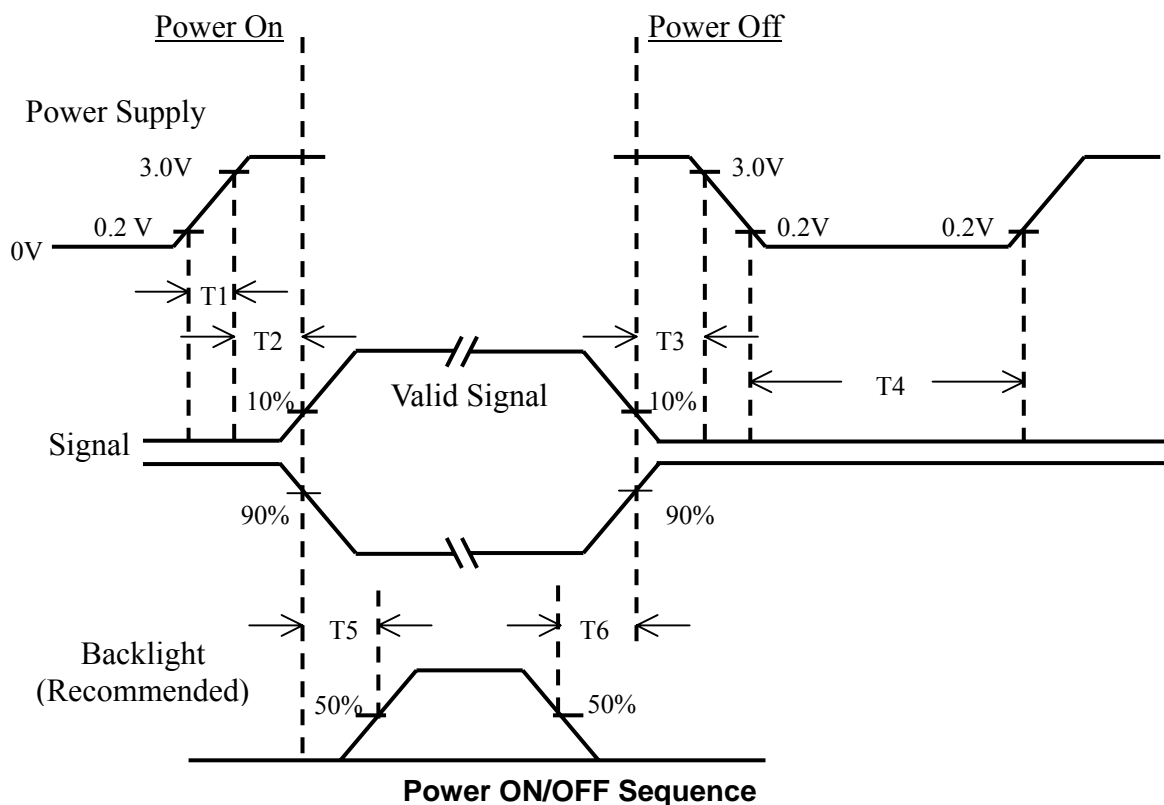 Power On
Power Off
Power Supply
3.0V
3.0V
0.2 V
0.2V
0.2V
0V
T1
T2
T3
T4
10%
Valid Signal
10%
Signal
90%
90%
T5
T6
Backlight
(Recommended)
50%
50%
Power ON/OFF Sequence